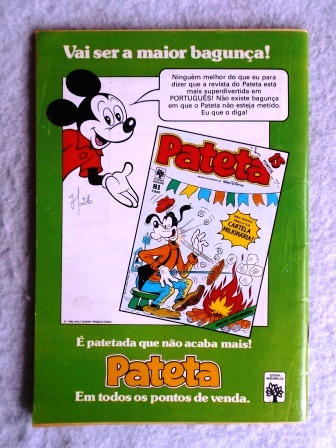 Vai ser a maior bagunça!
Ninguém melhor do que eu para
dizer que a revista do Pateta está
mais superdivertida em
PORTUGUÊS! Não existe bagunça
em que o Pateta não esteja metido.
Eu que o diga!
Pateta
Walt Disney
81
CARTELA
MILIONÁRIA!
7/26
É patetada que não acaba mais!
Pateta
Em todos os pontos de venda.